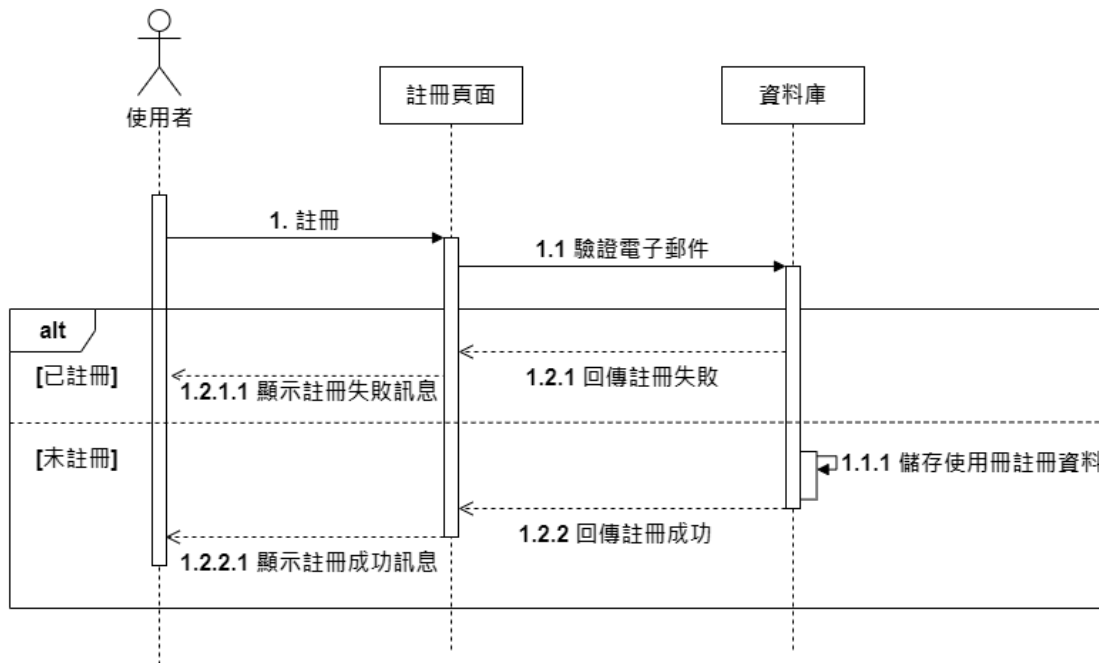 使用者
註冊頁面
資料庫
1. 註冊
1.1 驗證電子郵件
alt
[已註冊]
1.2.1 回傳註冊失敗
1.2.1.1 顯示註冊失敗訊息
[未註冊]
1.1.1 儲存使用冊註冊資料
1.2.2 回傳註冊成功
1.2.2.1 顯示註冊成功訊息